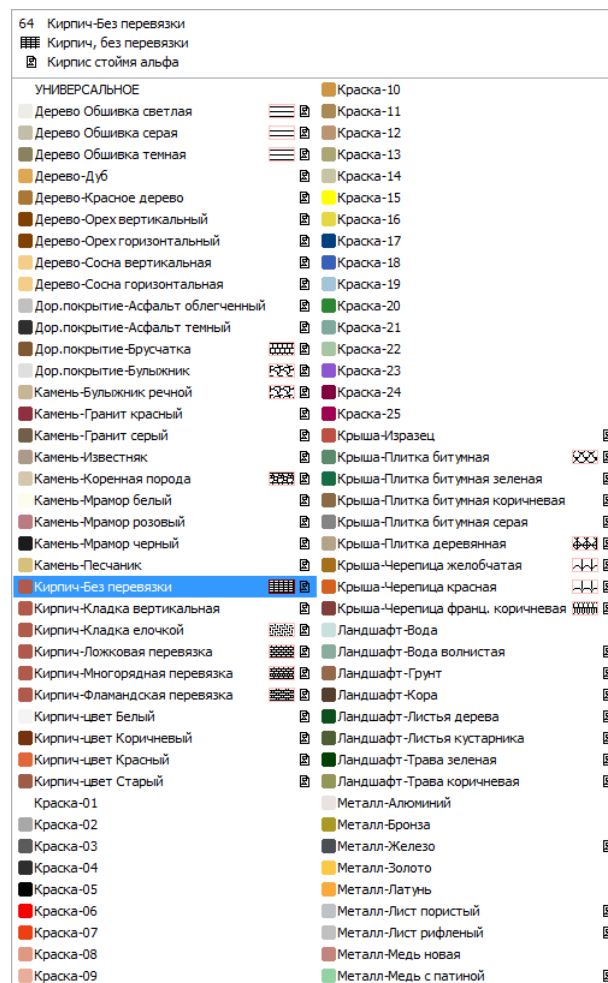 64 Кирпич-Без перевязки
Кирпич, без перевязки
Кирпис стоймя альфа
УНИВЕРСАЛЬНОЕ
Дерево Обшивка светлая
Дерево Обшивка серая
Дерево Обшивка темная
Дерево-Дуб
Дерево-Красное дерево
Дерево-Орех вертикальный
Дерево-Орех горизонтальный
Дерево-Сосна вертикальная
Дерево-Сосна горизонтальная
Дор.покрытие-Асфальт облегченный
Дор.покрытие-Асфальт темный
Дор.покрытие-Брусчатка
Дор.покрытие-Булыжник
Камень-Булыжник речной
Камень-Гранит красный
Камень-Гранит серый
Камень-Известняк
Камень-Коренная порода
Камень-Мрамор белый
Камень-Мрамор розовый
Камень-Мрамор черный
Камень-Песчаник
Кирпич-Без перевязки
Кирпич-Кладка вертикальная
Кирпич-Кладка елочкой
Кирпич-Ложковая перевязка
Кирпич-Многорядная перевязка
Кирпич-Фламандская перевязка
Кирпич-цвет Белый
Кирпич-цвет Коричневый
Кирпич-цвет Красный
Кирпич-цвет Старый
Краска-01
Краска-02
Краска-03
Краска-04
Краска-05
Краска-06
Краска-07
Краска-08
Краска-09
Краска-10
Краска-11
Краска-12
Краска-13
Краска-14
Краска-15
Краска-16
Краска-17
Краска-18
Краска-19
Краска-20
Краска-21
Краска-22
Краска-23
Краска-24
Краска-25
Крыша-Изразец
Крыша-Плитка битумная
Крыша-Плитка битумная зеленая
Крыша-Плитка битумная коричневая
Крыша-Плитка битумная серая
Крыша-Плитка деревянная
Крыша-Черепица желобчатая
Крыша-Черепица красная
Крыша-Черепица франц. коричневая
Ландшафт-Вода
Ландшафт-Вода волнистая
Ландшафт-Грунт
Ландшафт-Кора
Ландшафт-Листья дерева
Ландшафт-Листья кустарника
Ландшафт-Трава зеленая
Ландшафт-Трава коричневая
Металл-Алюминий
Металл-Бронза
Металл-Железо
Металл-Золото
Металл-Латунь
Металл-Лист пористый
Металл-Лист рифленый
Металл-Медь новая
Металл-Медь с патиной